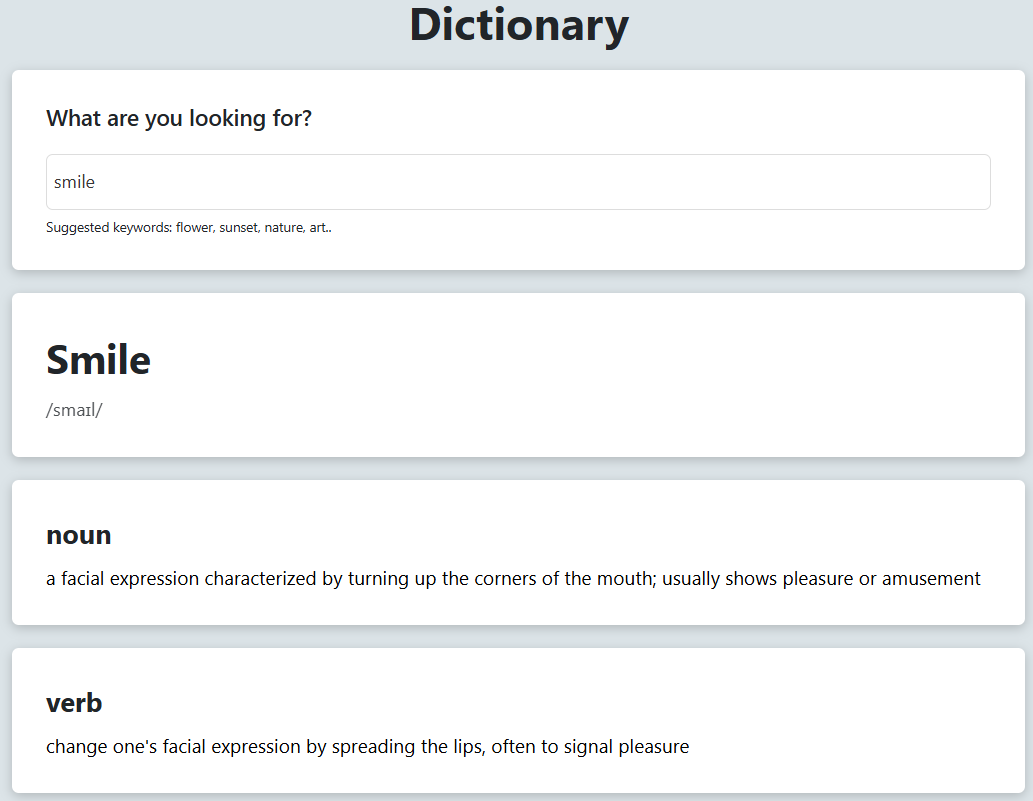 Dictionary
What are you looking for?
smile
Suggested keywords: flower, sunset, nature, art..
Smile
/smaɪl/
noun
a facial expression characterized by turning up the corners of the mouth; usually shows pleasure or amusement
verb
change one's facial expression by spreading the lips, often to signal pleasure